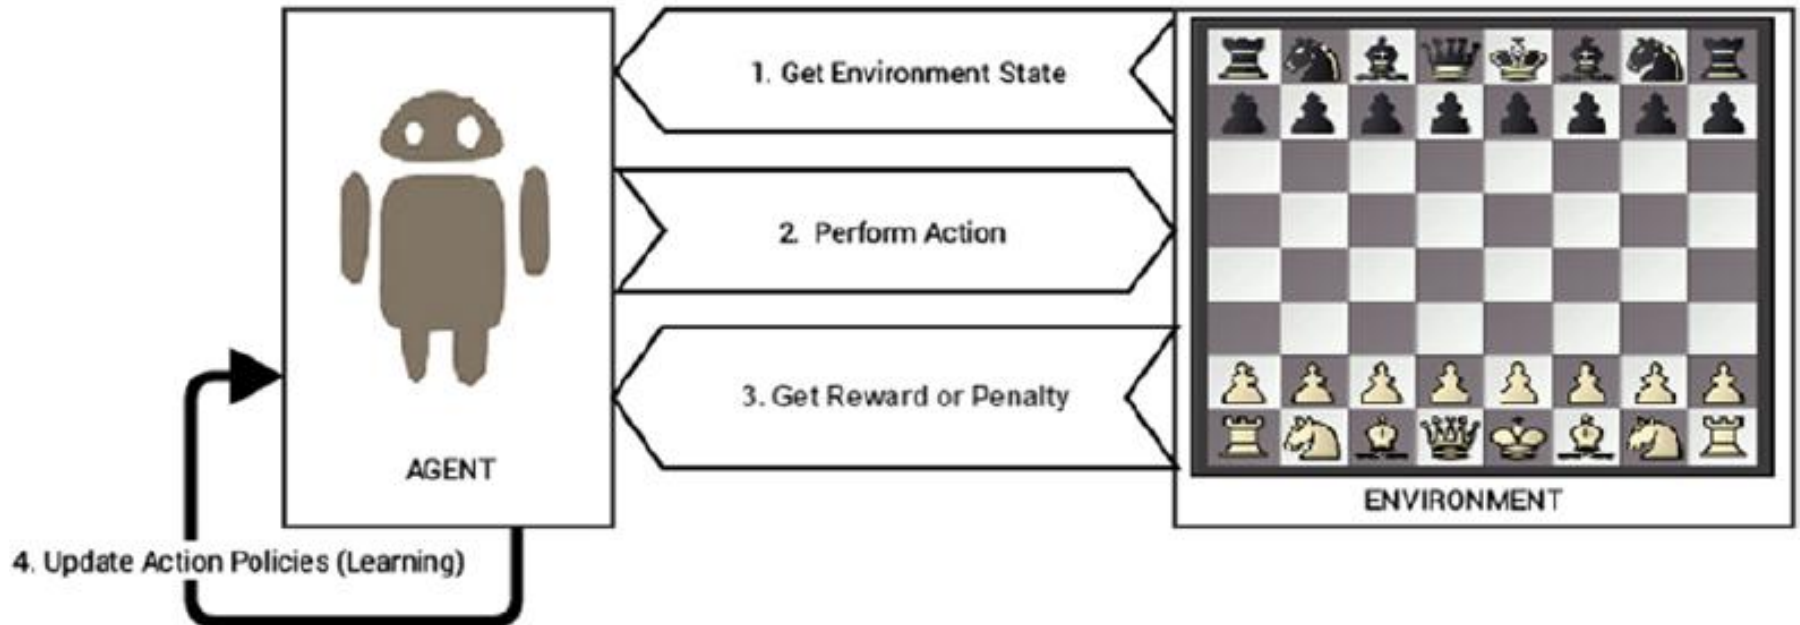 1. Get Environment State
2. Perform Action
3. Get Reward or Penalty
AGENT
ENVIRONMENT
4. Update Action Policies (Learning)